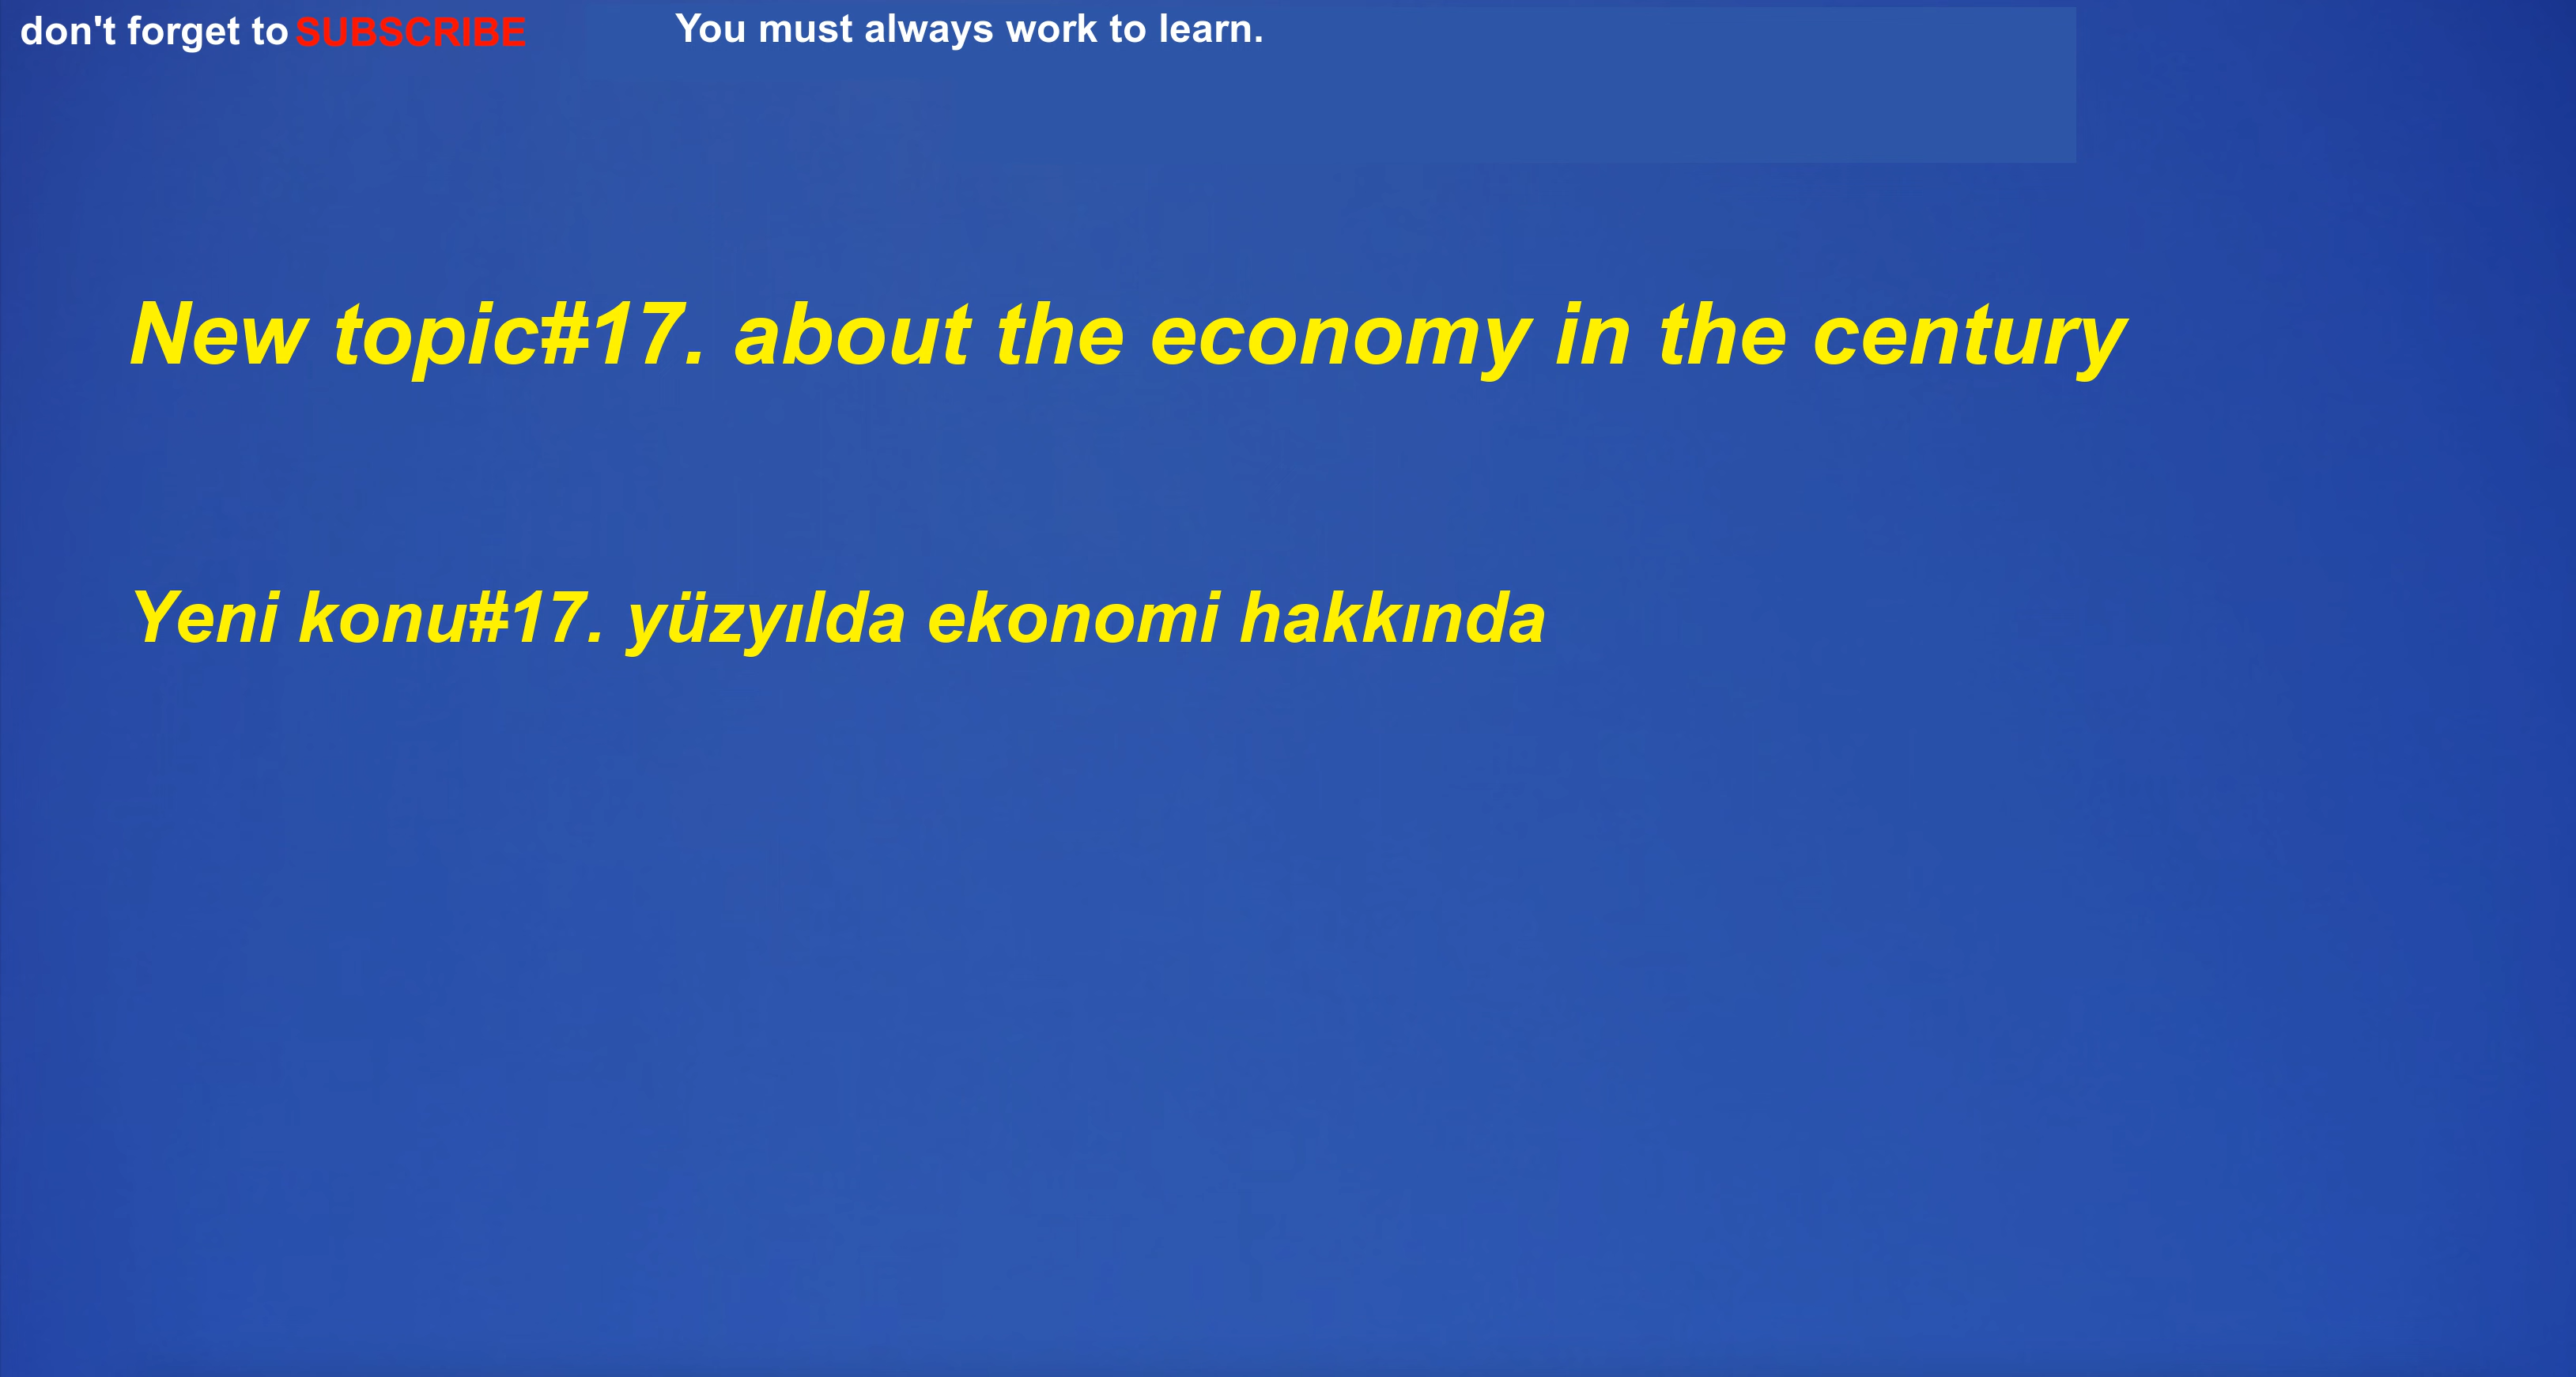 don't forget to SUBSCRIBE
You must always work to learn.
New topic#17. about the economy in the century
Yeni konu#17. yüzyılda ekonomi hakkında